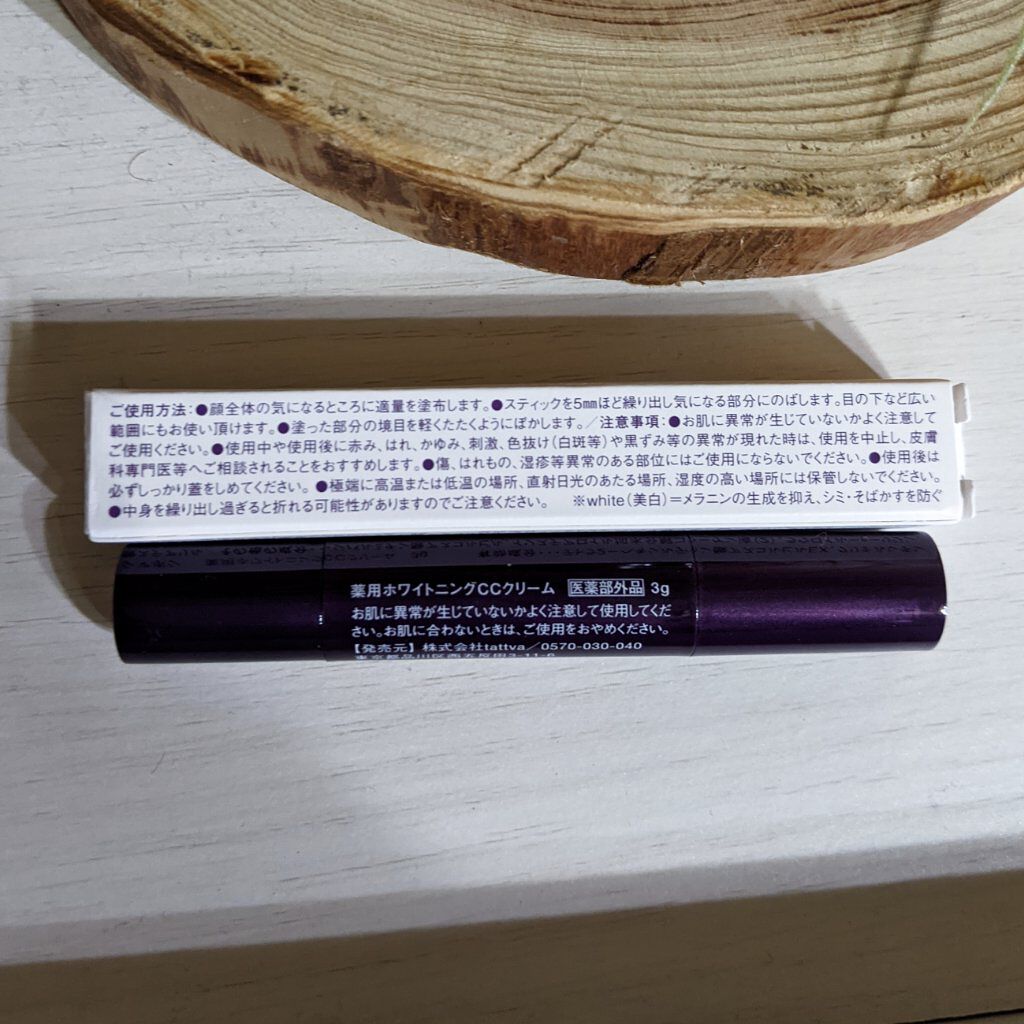 ご使用方法:●顔全体の気になるところに適量を塗布します。●スティックを5mmほど繰り出し気になる部分にのばします。目の下など広い
範囲にもお使い頂けます。●塗った部分の境目を軽くたたくようにぼかします。/注意事項:●お肌に異常が生じていないかよく注意して
ご使用ください。●使用中や使用後に赤み、はれ、かゆみ、刺激、色抜け(白斑等)や黒ずみ等の異常が現れた時は、使用を中止し、皮膚
科専門医等へご相談されることをおすすめします。●傷、はれもの、湿疹等異常のある部位にはご使用にならないでください。●使用後は
必ずしっかり蓋をしめてください。●極端に高温または低温の場所、直射日光のあたる場所、湿度の高い場所には保管しないでください。
●中身を繰り出し過ぎると折れる可能性がありますのでご注意ください。 ※white(美白)=メラニンの生成を抑え、シミ・そばかすを防ぐ
薬用ホワイトニングCCクリーム 医薬部外品 3g
お肌に異常が生じていないかよく注意して使用してくだ
さい。お肌に合わないときは、ご使用をおやめください。
【発売元】株式会社tattva/0570-030-040
東京都品川区西五反田3-11-6